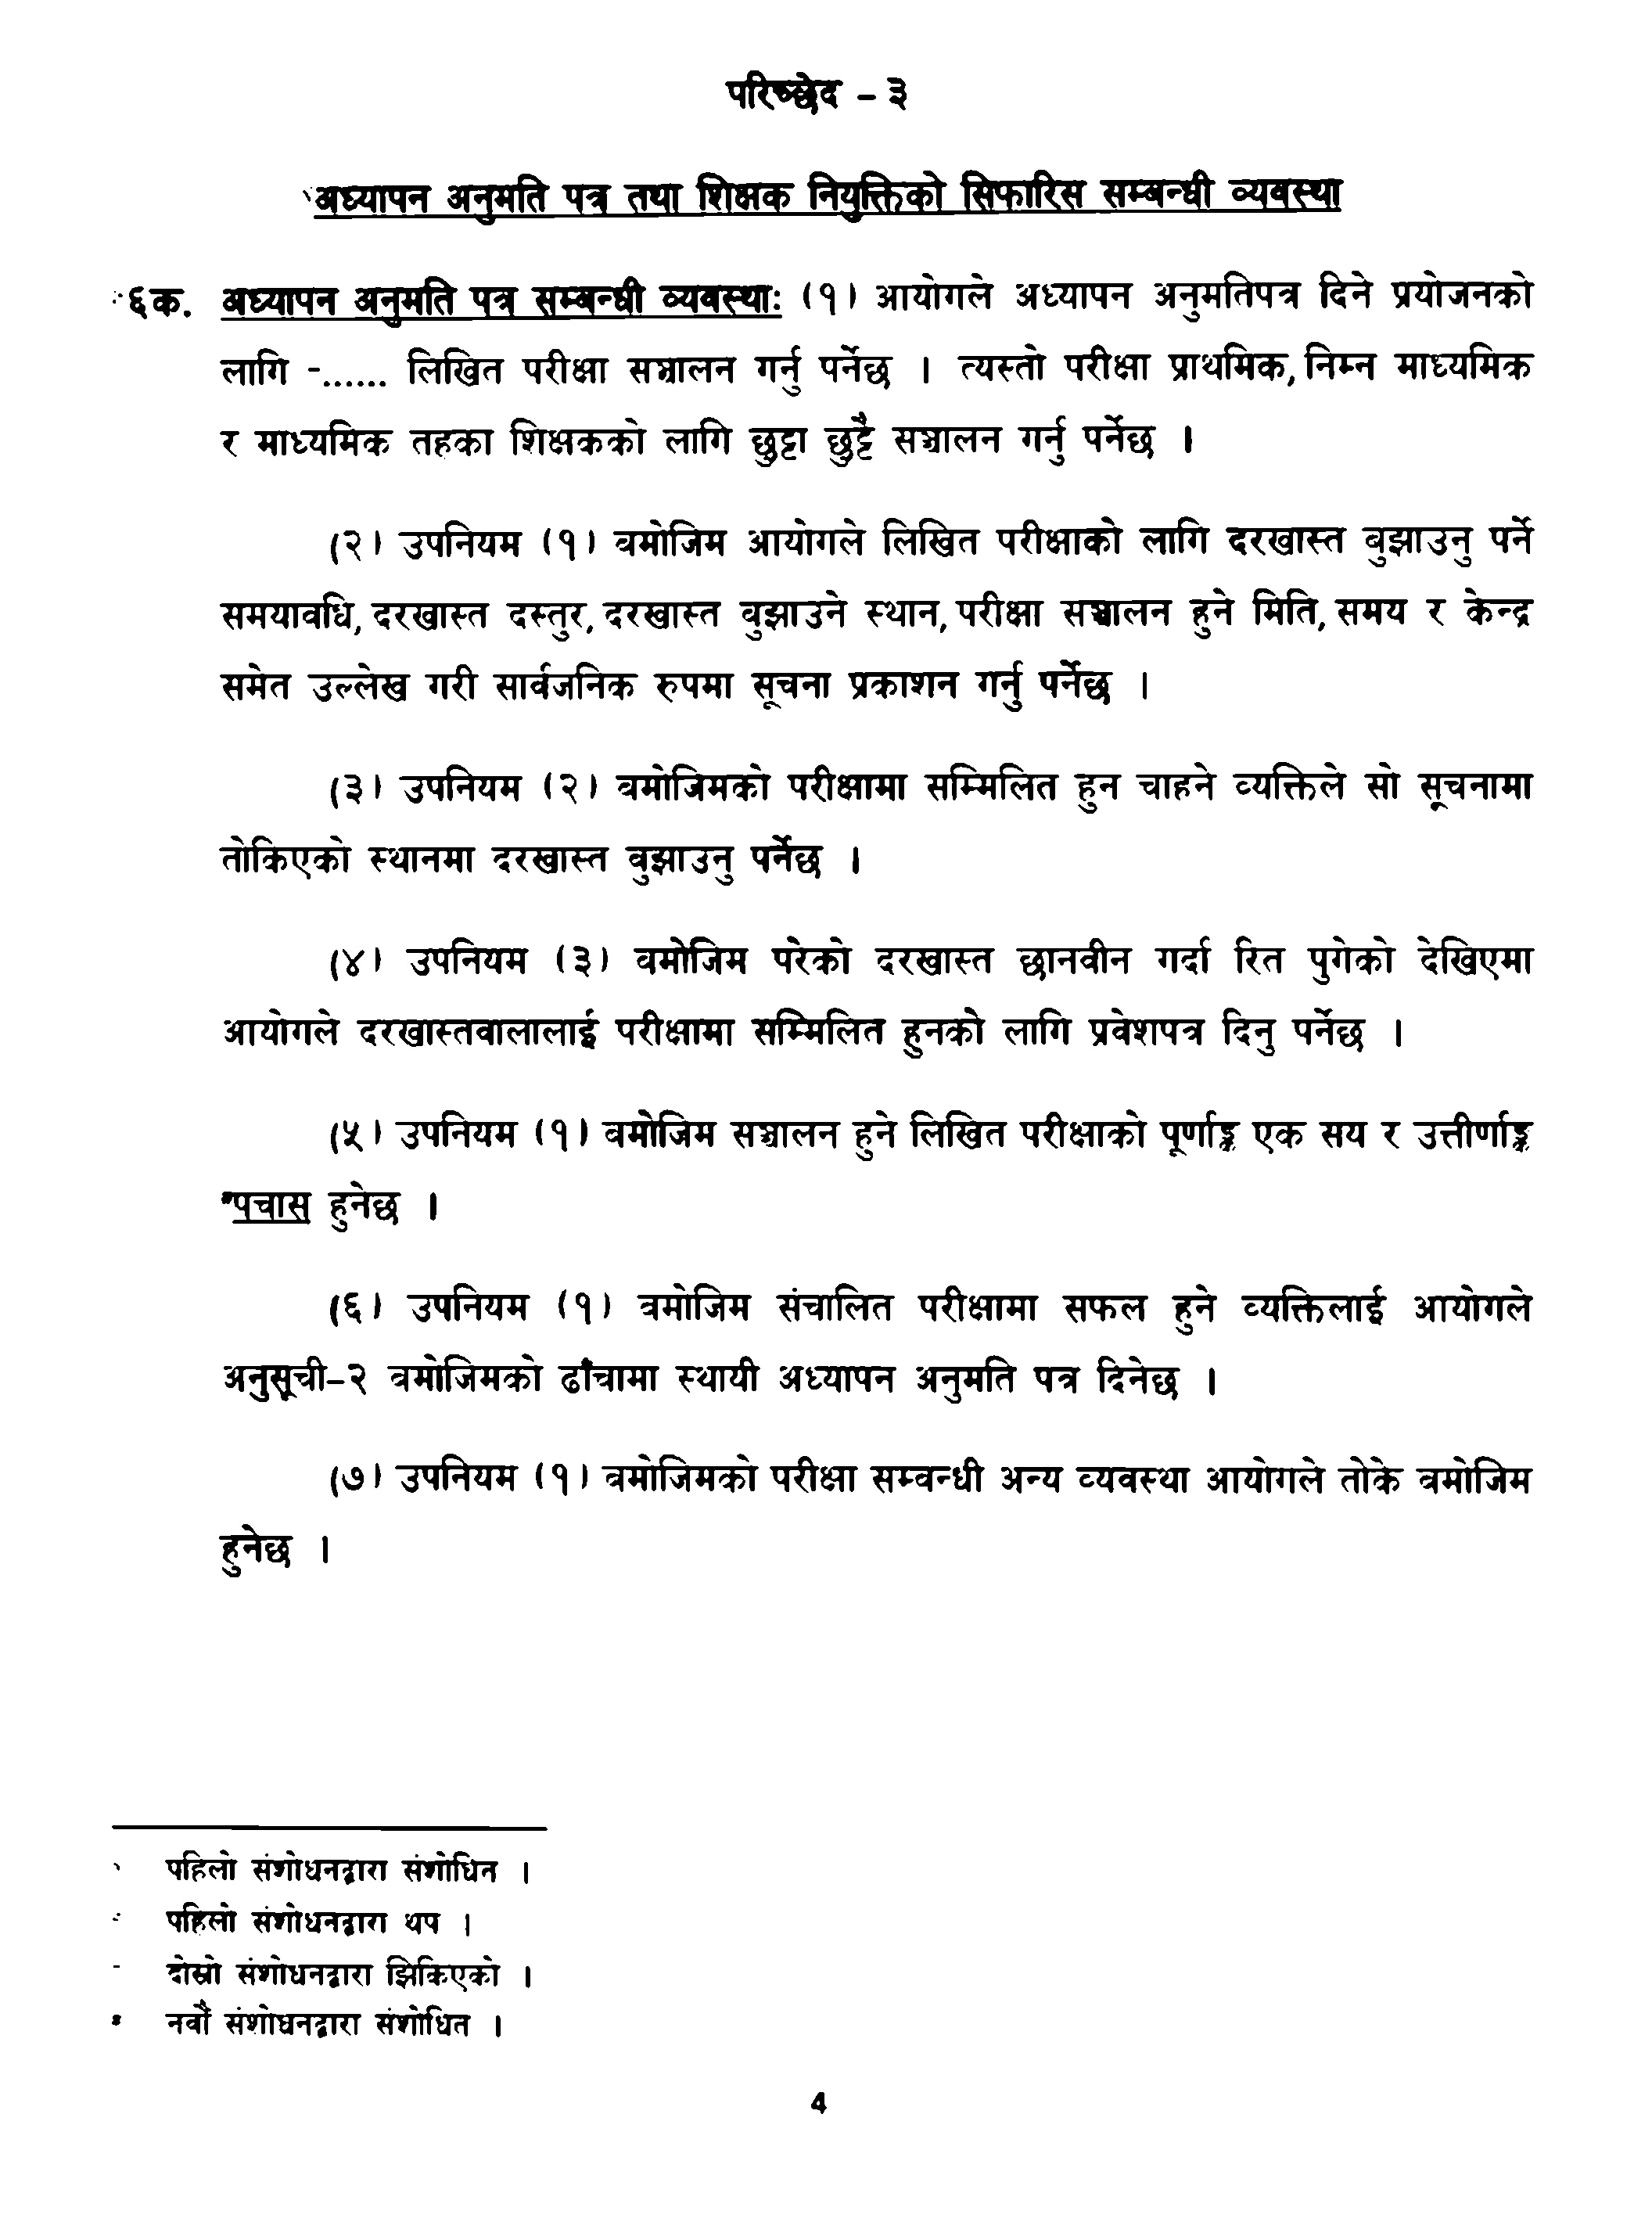 परिच्छेद – ३
अध्यापन अनुमति पत्र तथा शिक्षक नियुक्तिको सिफारिस सम्बन्धी व्यवस्था
६क. अध्यापन अनुमति पत्र सम्बन्धी व्यवस्थाः (१) आयोगले अध्यापन अनुमतिपत्र दिने प्रयोजनको
लागि -...... लिखित परीक्षा सञ्चालन गर्नु पर्नेछ । त्यस्तो परीक्षा प्राथमिक, निम्न माध्यमिक
र माध्यमिक तहका शिक्षकको लागि छुट्टा छुट्टै सञ्चालन गर्नु पर्नेछ ।
(२) उपनियम (१) बमोजिम आयोगले लिखित परीक्षाको लागि दरखास्त बुझाउनु पर्ने
समयावधि, दरखास्त दस्तुर, दरखास्त बुझाउने स्थान, परीक्षा सञ्चालन हुने मिति, समय र केन्द्र
समेत उल्लेख गरी सार्वजनिक रुपमा सूचना प्रकाशन गर्नु पर्नेछ ।
(३) उपनियम (२) बमोजिमको परीक्षामा सम्मिलित हुन चाहने व्यक्तिले सो सूचनामा
तोकिएको स्थानमा दरखास्त बुझाउनु पर्नेछ ।
(४) उपनियम (३) बमोजिम परेको दरखास्त छानवीन गर्दा रित पुगेको देखिएमा
आयोगले दरखास्तवालालाई परीक्षामा सम्मिलित हुनको लागि प्रवेशपत्र दिनु पर्नेछ ।
(५) उपनियम (१) बमोजिम सञ्चालन हुने लिखित परीक्षाको पूर्णाङ्क एक सय र उत्तीर्णाङ्क
पचास हुनेछ ।
(६) उपनियम (१) बमोजिम संचालित परीक्षामा सफल हुने व्यक्तिलाई आयोगले
अनुसूची–२ बमोजिमको ढाँचामा स्थायी अध्यापन अनुमति पत्र दिनेछ ।
(७) उपनियम (१) बमोजिमको परीक्षा सम्वन्धी अन्य व्यवस्था आयोगले तोके बमोजिम
हुनेछ ।
पहिलो संशोधनद्वारा संशोधित ।
पहिलो संशोधनद्वारा थप ।
दोस्रो संशोधनद्वारा झिकिएको ।
नवौं संशोधनद्वारा संशोधित ।
4